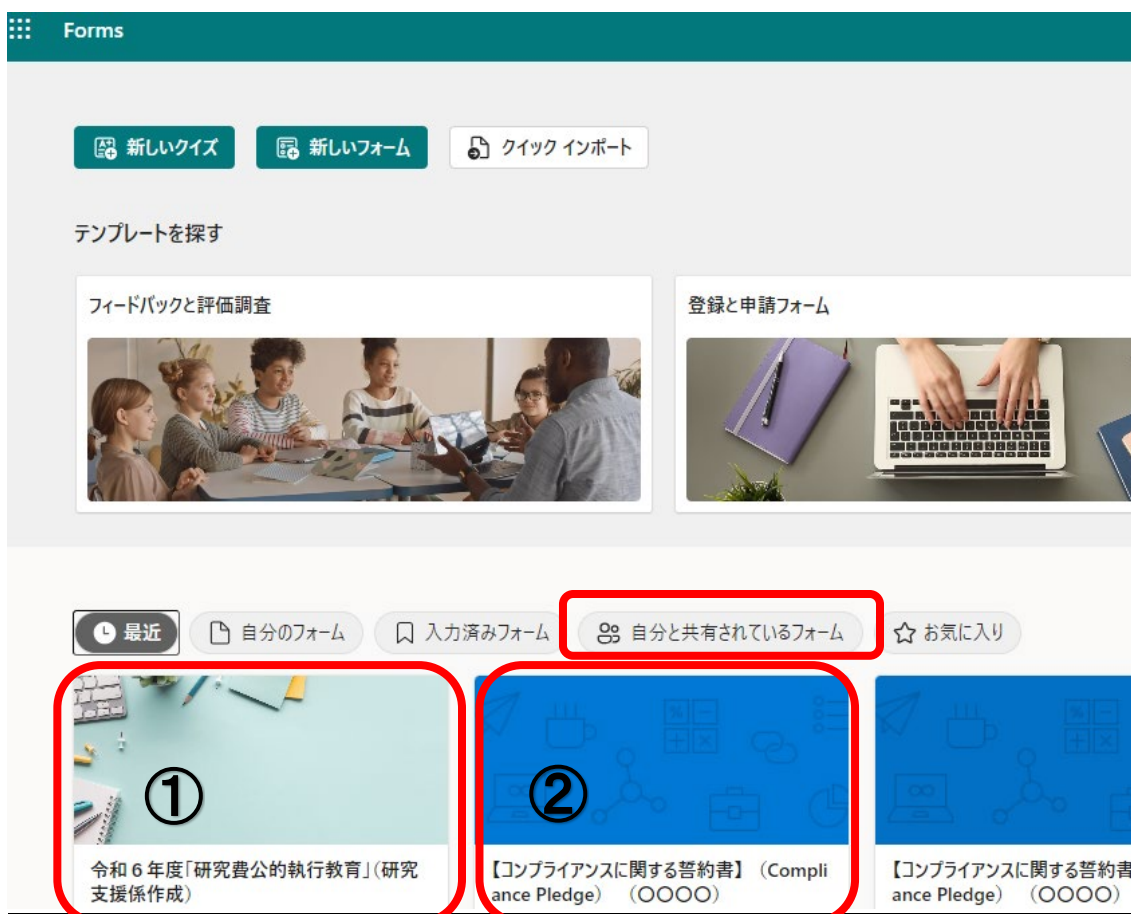 Forms
新しいクイズ
新しいフォーム
クイック インポート
テンプレートを探す
フィードバックと評価調査
登録と申請フォーム
最近
自分のフォーム
入力済みフォーム
自分と共有されているフォーム
お気に入り
①
②
令和６年度「研究費公的執行教育」(研究
支援係作成)
【コンプライアンスに関する誓約書】 (Compli
ance Pledge) (〇〇〇〇)
【コンプライアンスに関する誓約書
ance Pledge) (〇〇〇〇)